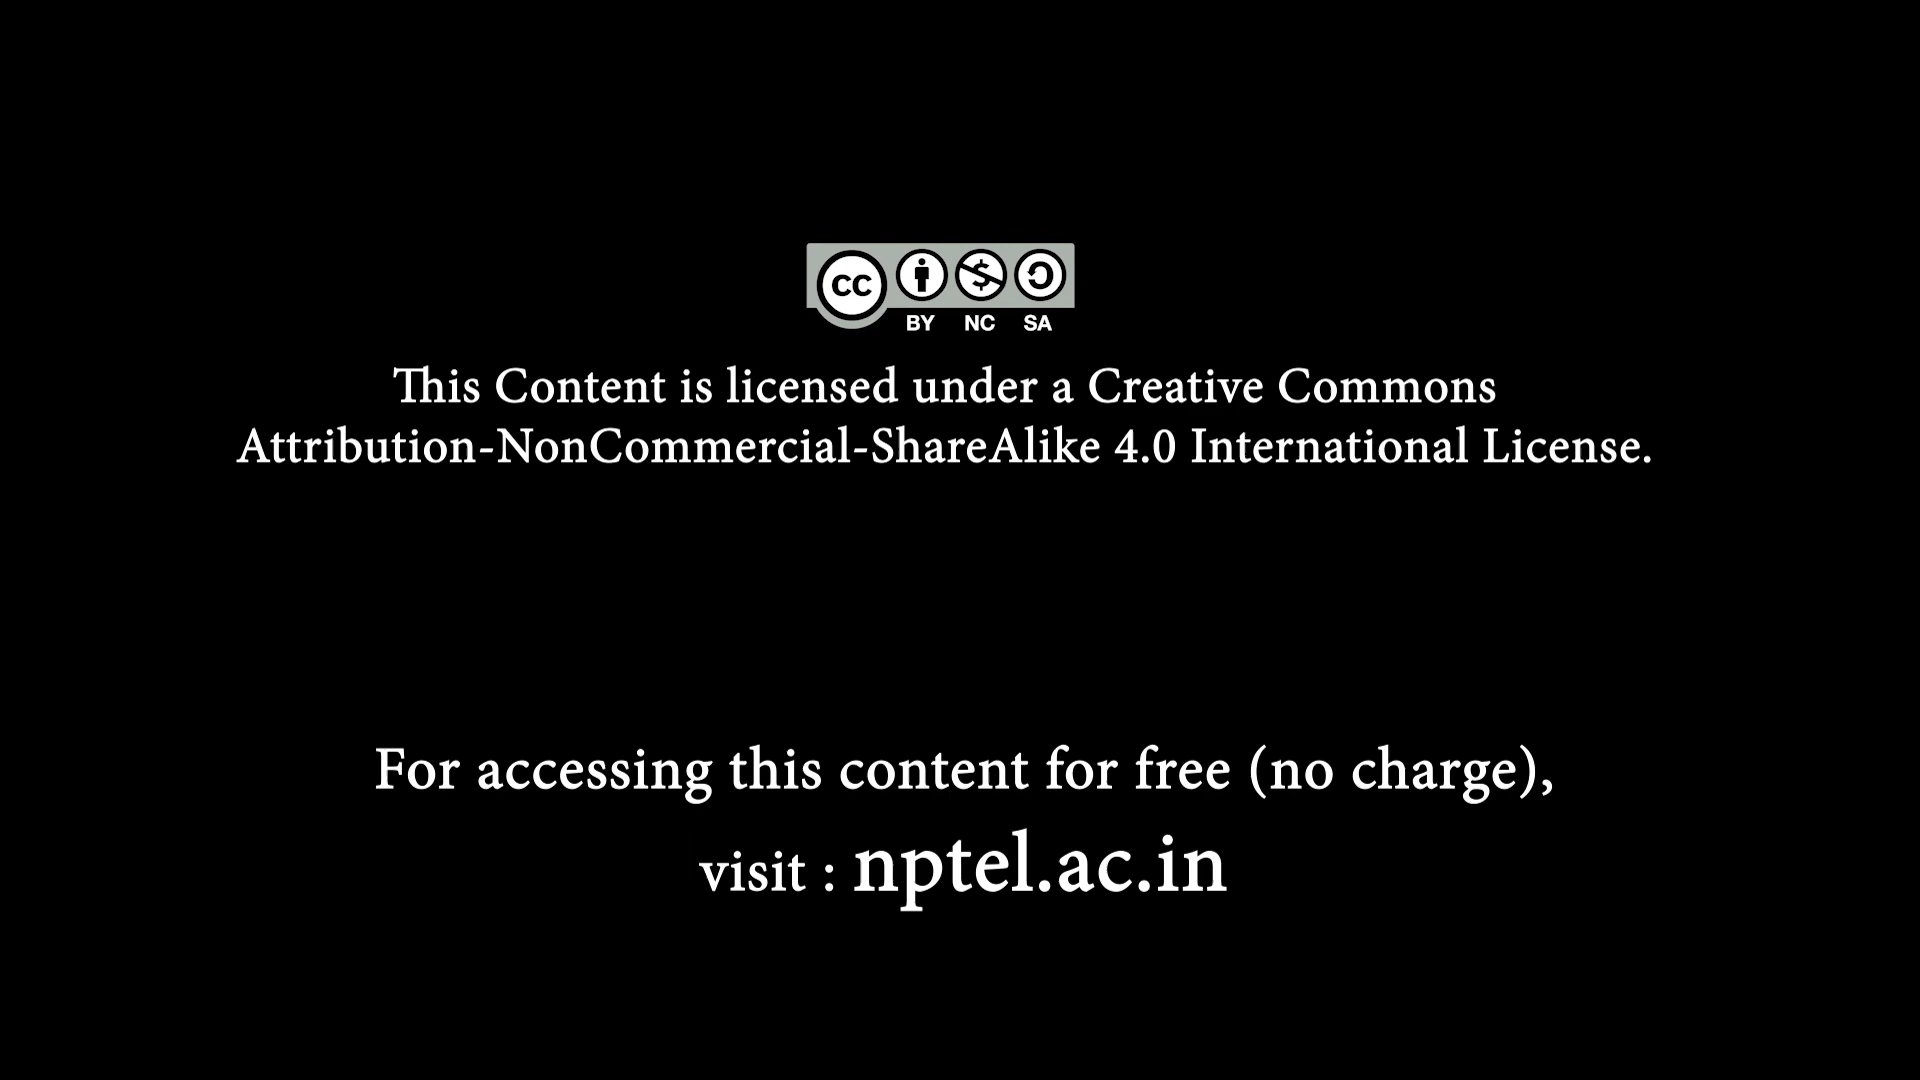 cc
BY NC SA
This Content is licensed under a Creative Commons
Attribution-NonCommercial-ShareAlike 4.0 International License.
For accessing this content for free (no charge),
visit : nptel.ac.in